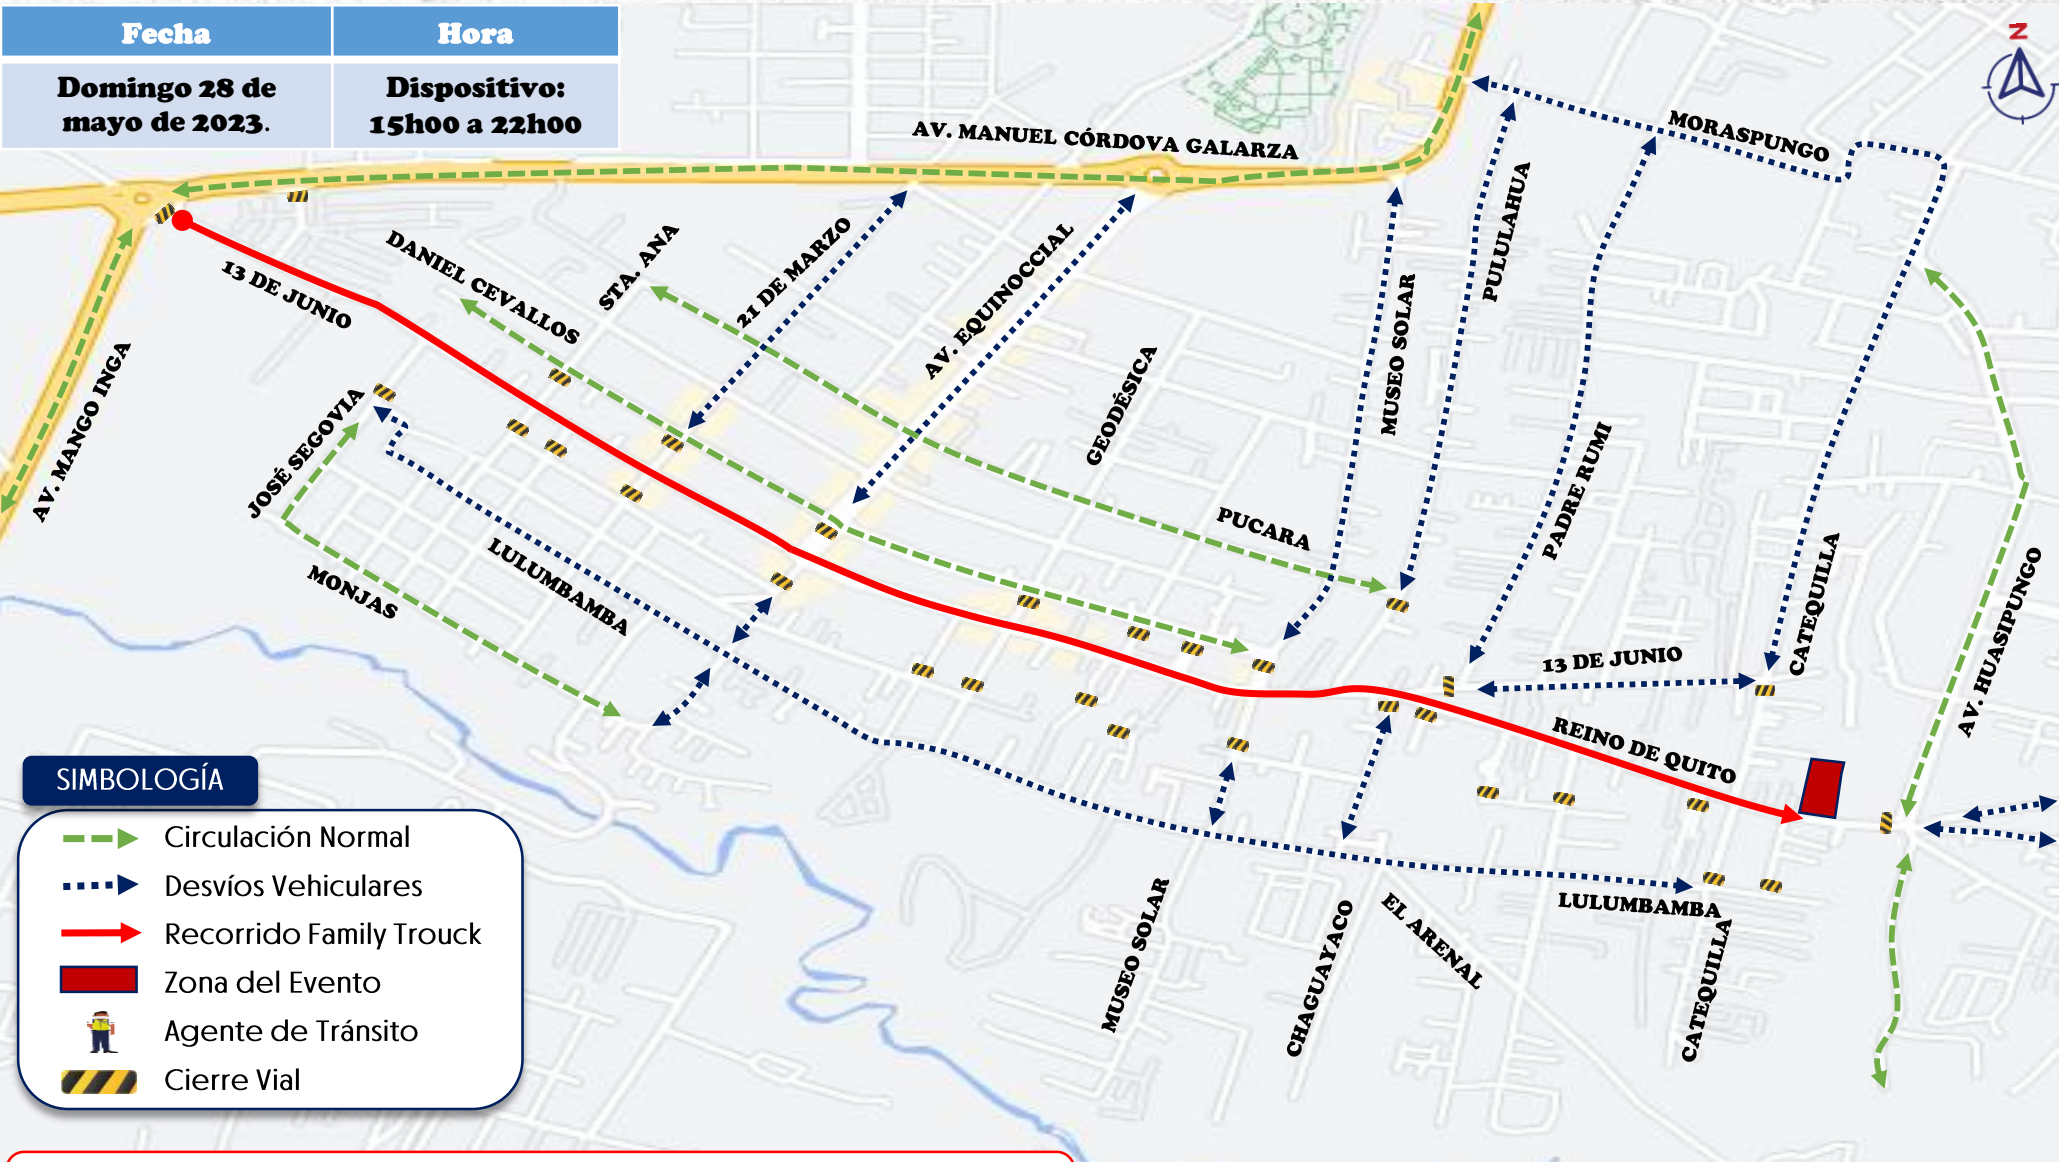 Fecha
Hora
Domingo 28 de
mayo de 2023.
Dispositivo:
15h00 a 22h00
N
AV. MANUEL CÓRDOVA GALARZA
MORASPUNGO
13 DE JUNIO
DANIEL CEVALLOS
STA. ANA
21 DE MARZO
AV. EQUINOCCIAL
GEODÉSICA
MUSEO SOLAR
PULULAHUA
PADRE RUMI
CATEQUILLA
AV. HUASIPUNGO
AV. MANGO INGA
JOSÉ SEGOVIA
MONJAS
LULUMBAMBA
PUCARA
13 DE JUNIO
REINO DE QUITO
LULUMBAMBA
MUSEO SOLAR
CHAGUAYACO
EL ARENAL
CATEQUILLA
SIMBOLOGÍA
Circulación Normal
Desvíos Vehiculares
Recorrido Family Trouck
Zona del Evento
Agente de Tránsito
Cierre Vial